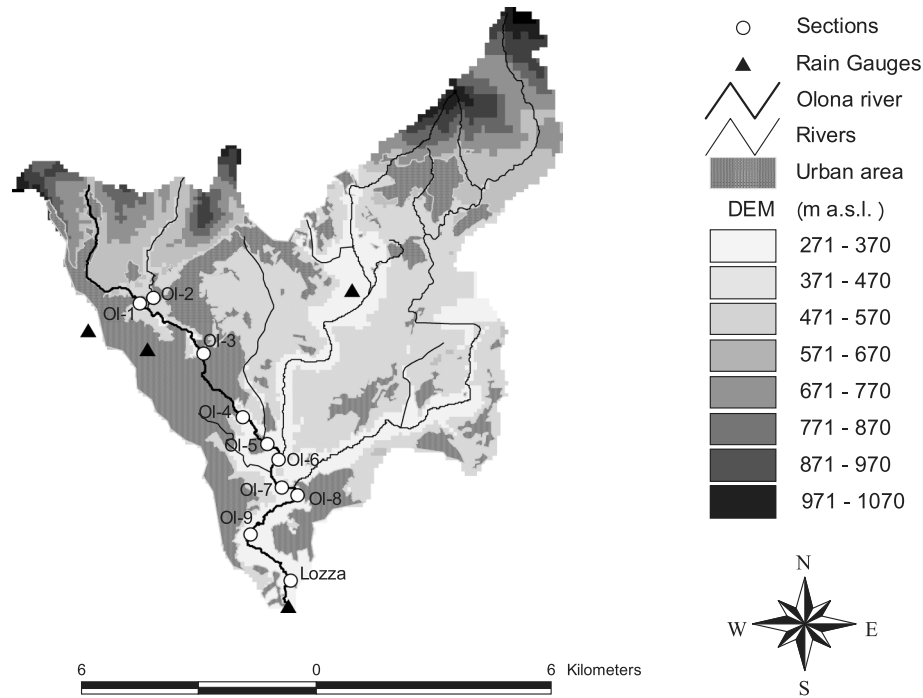 Sections
Rain Gauges
Olona river
Rivers
Urban area
DEM (m a.s.l. )
271 - 370
371 - 470
471 - 570
571 - 670
671 - 770
771 - 870
871 - 970
971 - 1070
Ol-2
Ol-1
Ol-3
Ol-4
Ol-5
Ol-6
Ol-7
Ol-8
Ol-9
Lozza
N
W E
S
6 0 6 Kilometers